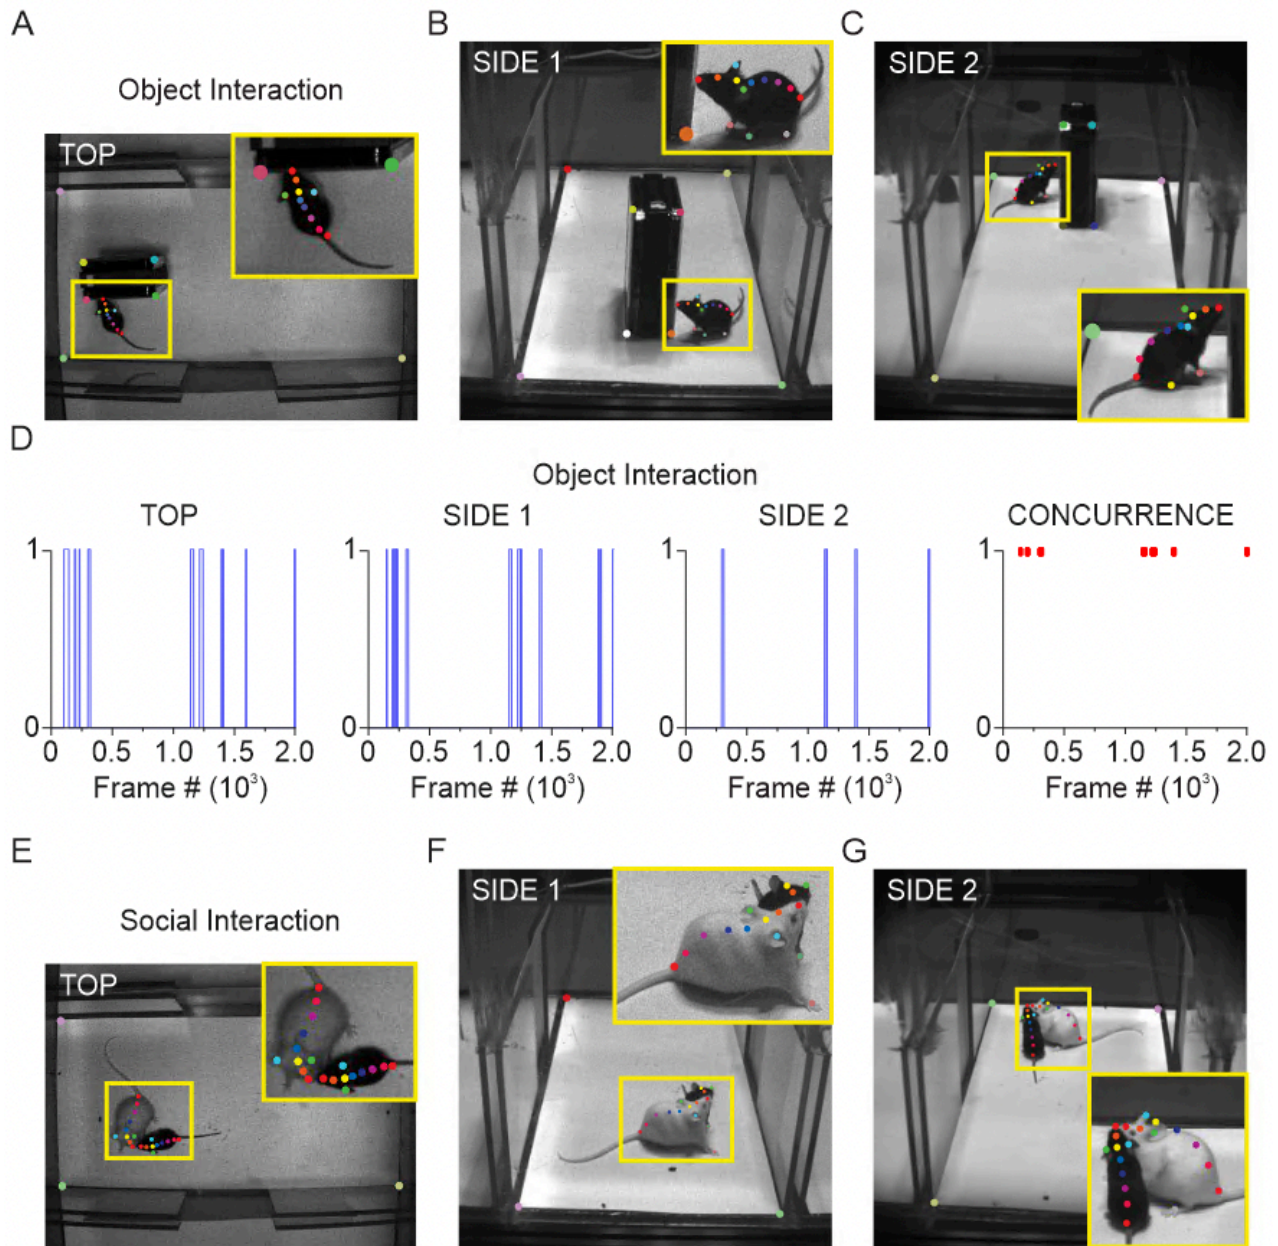 A
B
C
Object Interaction
TOP
SIDE 1
SIDE 2
D
Object Interaction
TOP
SIDE 1
SIDE 2
CONCURRENCE
1
1
1
1
0
0
0
0
0 0.5 1.0 1.5 2.0
0 0.5 1.0 1.5 2.0
0 0.5 1.0 1.5 2.0
0 0.5 1.0 1.5 2.0
Frame # (10³)
Frame # (10³)
Frame # (10³)
Frame # (10³)
E
F
G
Social Interaction
TOP
SIDE 1
SIDE 2